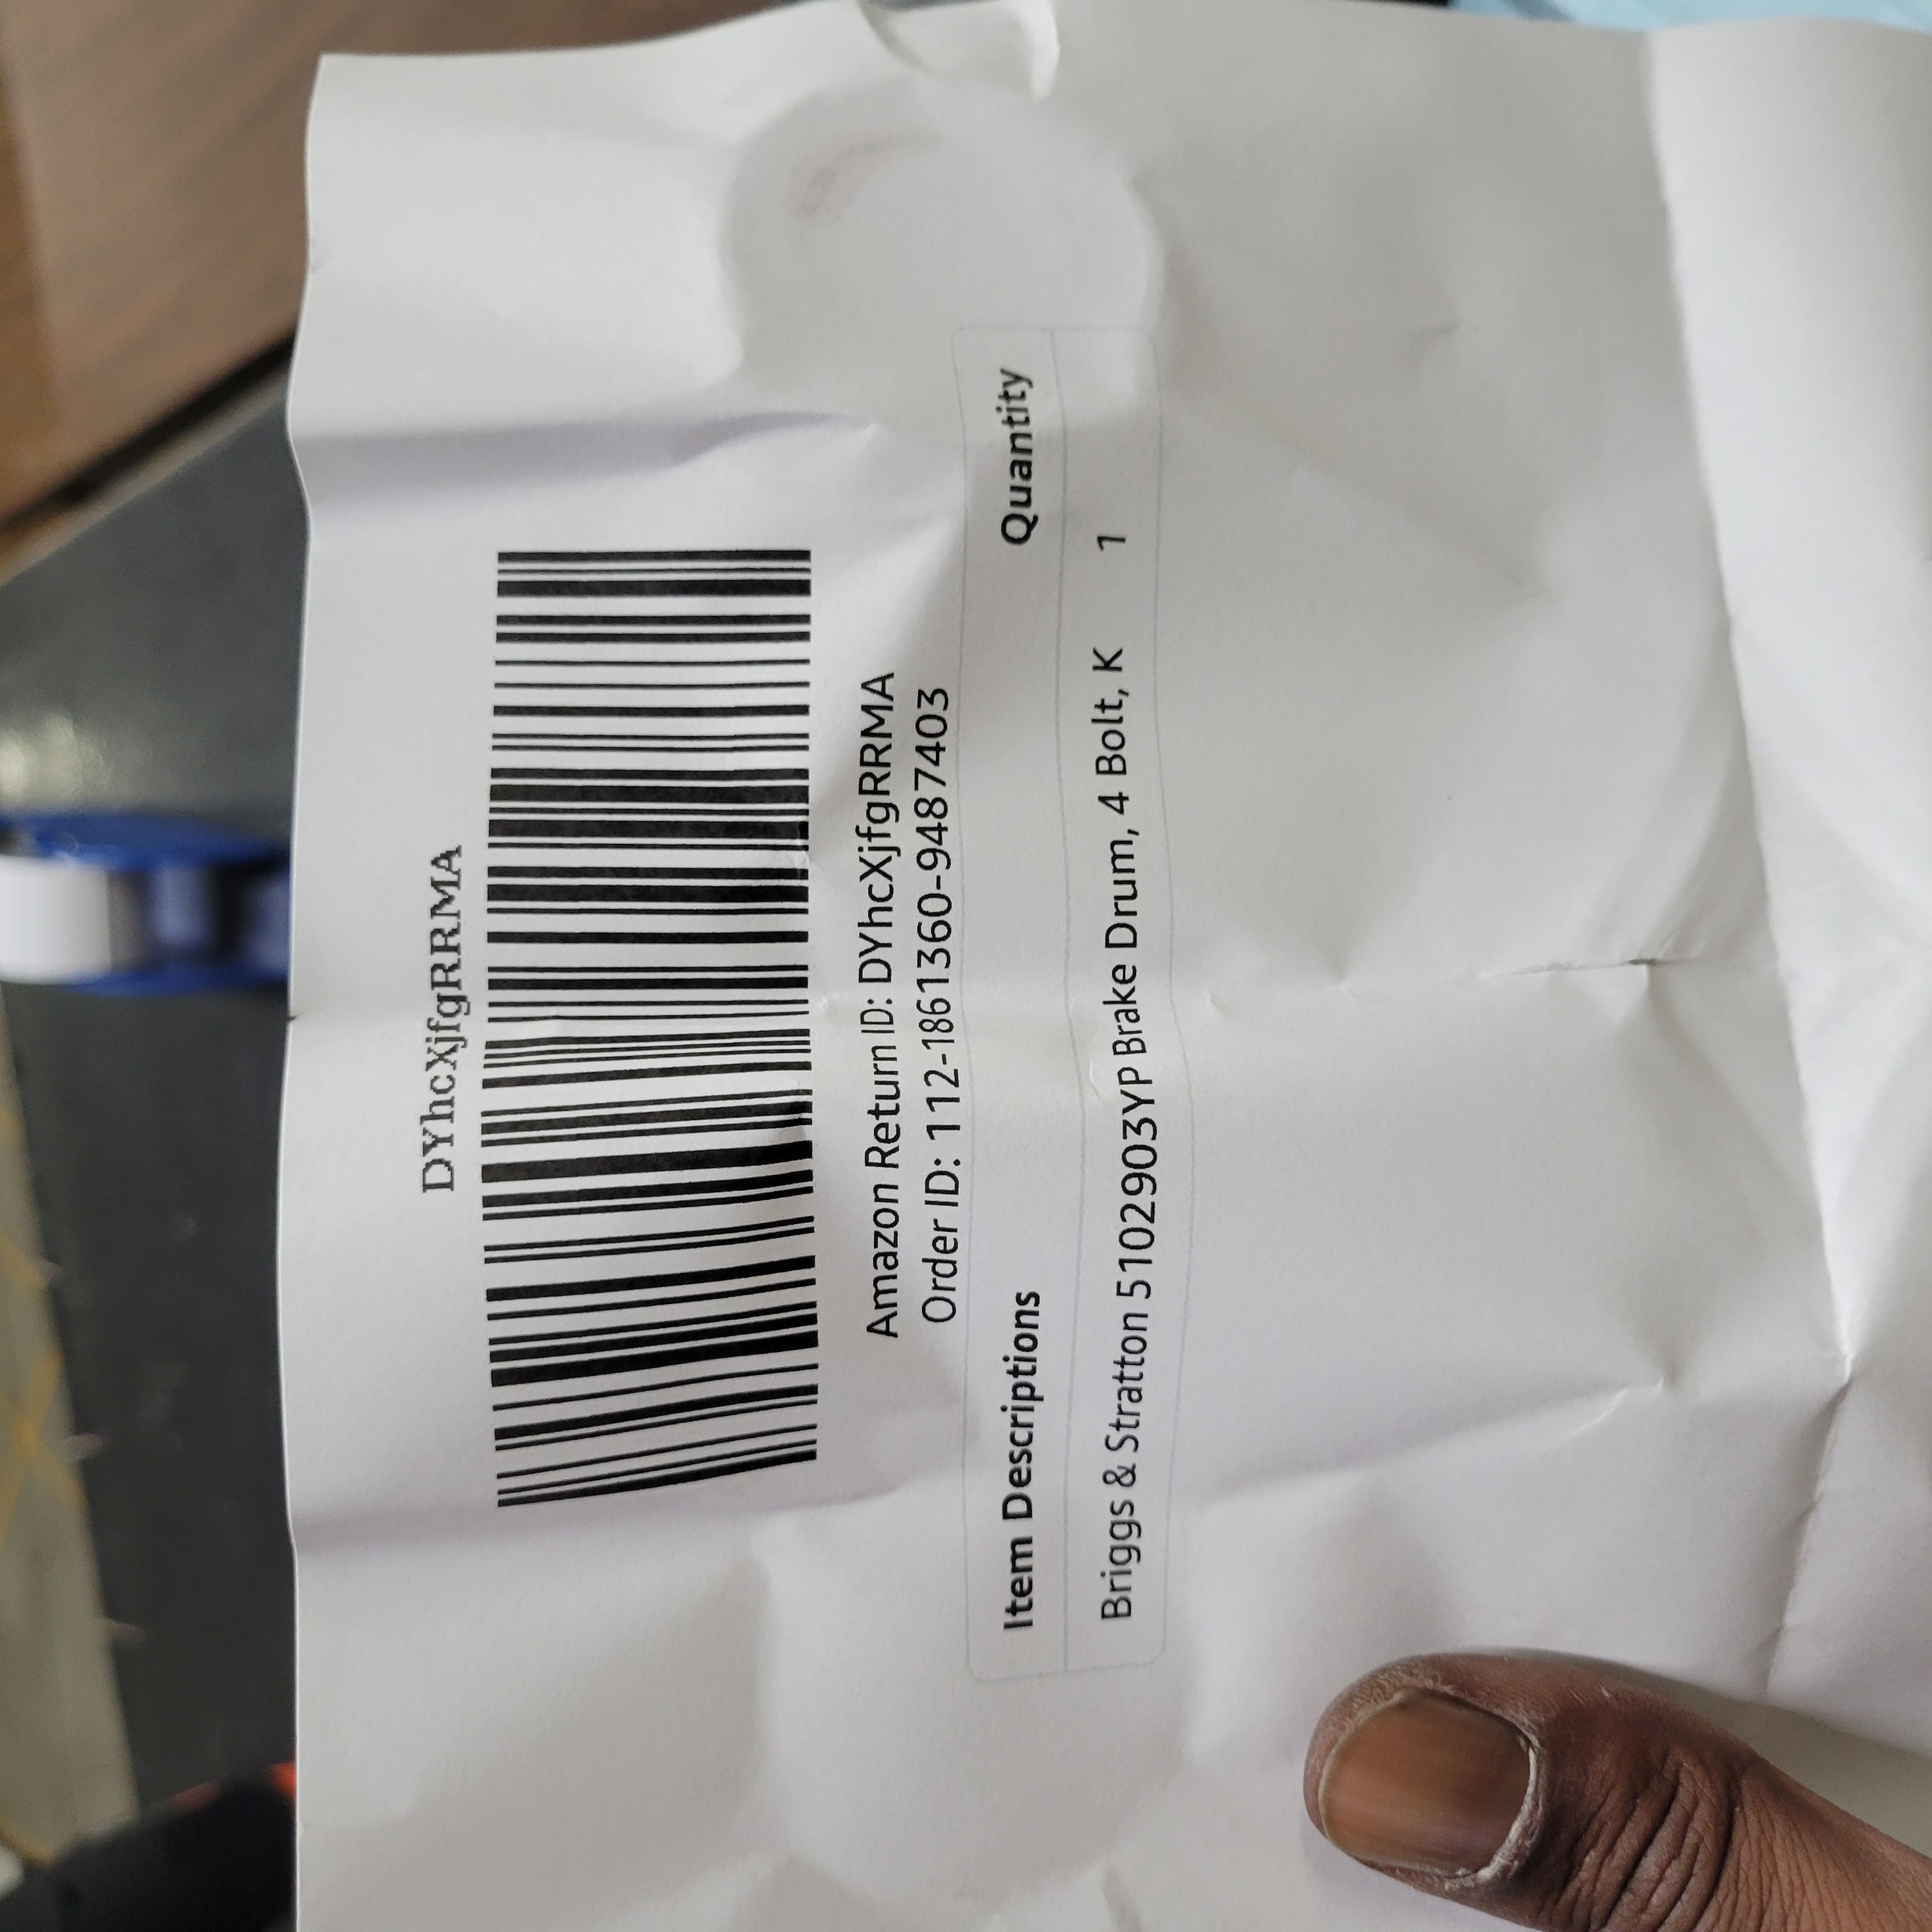 DYhcXjfgRRMA
Amazon Return ID: DYhcXjfgRRMA
Order ID: 112-1861360-9487403
Item Descriptions Quantity
Briggs & Stratton 5102903YP Brake Drum, 4 Bolt, K 1